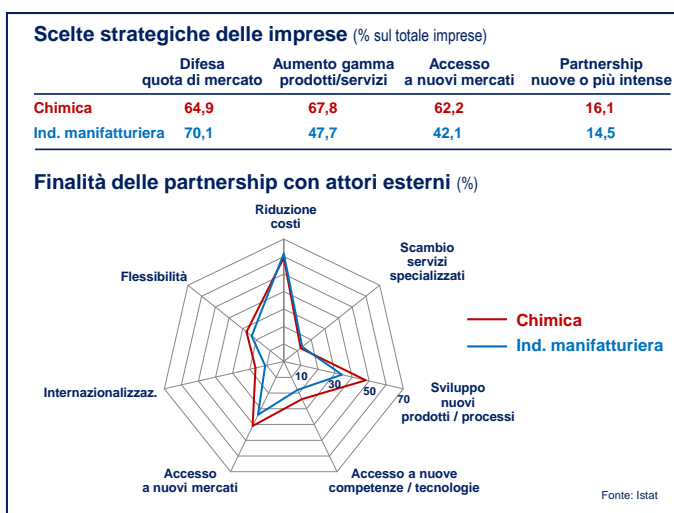 Scelte strategiche delle imprese (% sul totale imprese)
Difesa quota di mercato Aumento gamma prodotti/servizi Accesso a nuovi mercati Partnership nuove o più intense
Chimica 64,9 67,8 62,2 16,1
Ind. manifatturiera 70,1 47,7 42,1 14,5
Finalità delle partnership con attori esterni (%)
Riduzione
costi
Scambio
servizi
specializzati
Flessibilità
Chimica
Ind. manifatturiera
10 30 50 70
Sviluppo
nuovi
prodotti / processi
Internazionalizzaz.
Accesso
a nuovi mercati
Accesso a nuove
competenze / tecnologie
Fonte: Istat